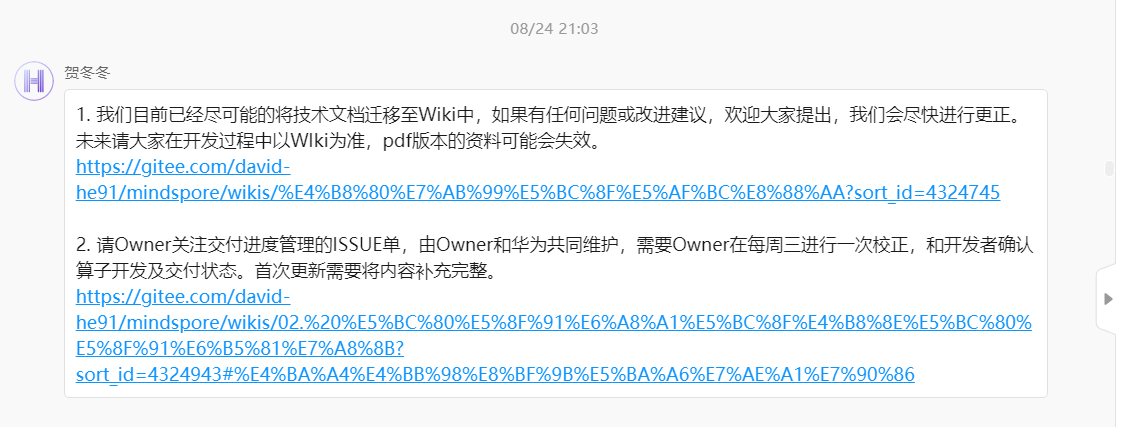 08/24 21:03
贺冬冬
1. 我们目前已经尽可能的将技术文档迁移至Wiki中，如果有任何问题或改进建议，欢迎大家提出，我们会尽快进行更正。
未来请大家在开发过程中以WIki为准，pdf版本的资料可能会失效。
https://gitee.com/david-
he91/mindspore/wikis/%E4%B8%80%E7%AB%99%E5%BC%8F%E5%AF%BC%E8%88%AA?sort_id=4324745
2. 请Owner关注交付进度管理的ISSUE单，由Owner和华为共同维护，需要Owner在每周三进行一次校正，和开发者确认
算子开发及交付状态。首次更新需要将内容补充完整。
https://gitee.com/david-
he91/mindspore/wikis/02.%20%E5%BC%80%E5%8F%91%E6%A8%A1%E5%BC%8F%E4%B8%8E%E5%BC%80%
E5%8F%91%E6%B5%81%E7%A8%8B?
sort_id=4324943#%E4%BA%A4%E4%BB%98%E8%BF%9B%E5%BA%A6%E7%AE%A1%E7%90%86